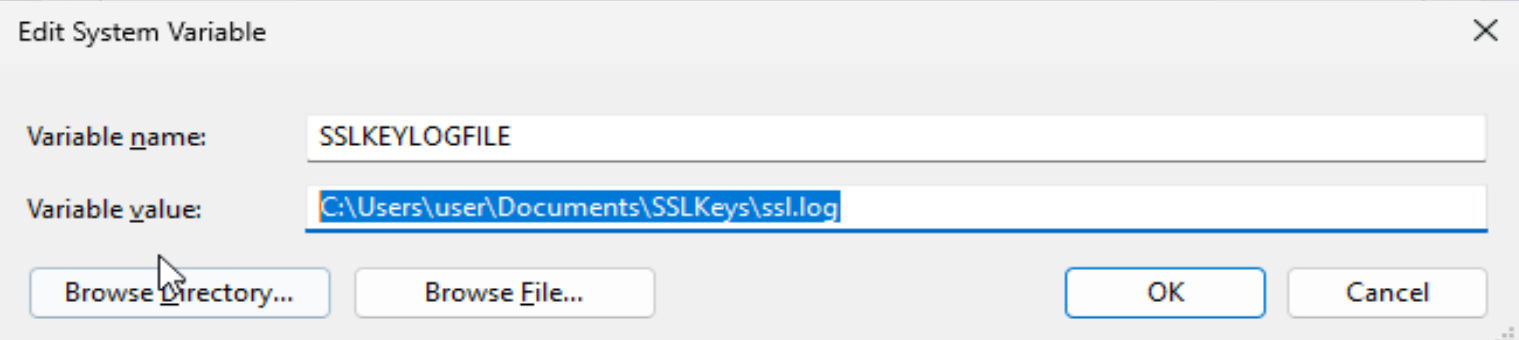 Edit System Variable
Variable name: SSLKEYLOGFILE
Variable value: C:\Users\user\Documents\SSLKeys\ssl.log
Browse Directory... Browse File... OK Cancel